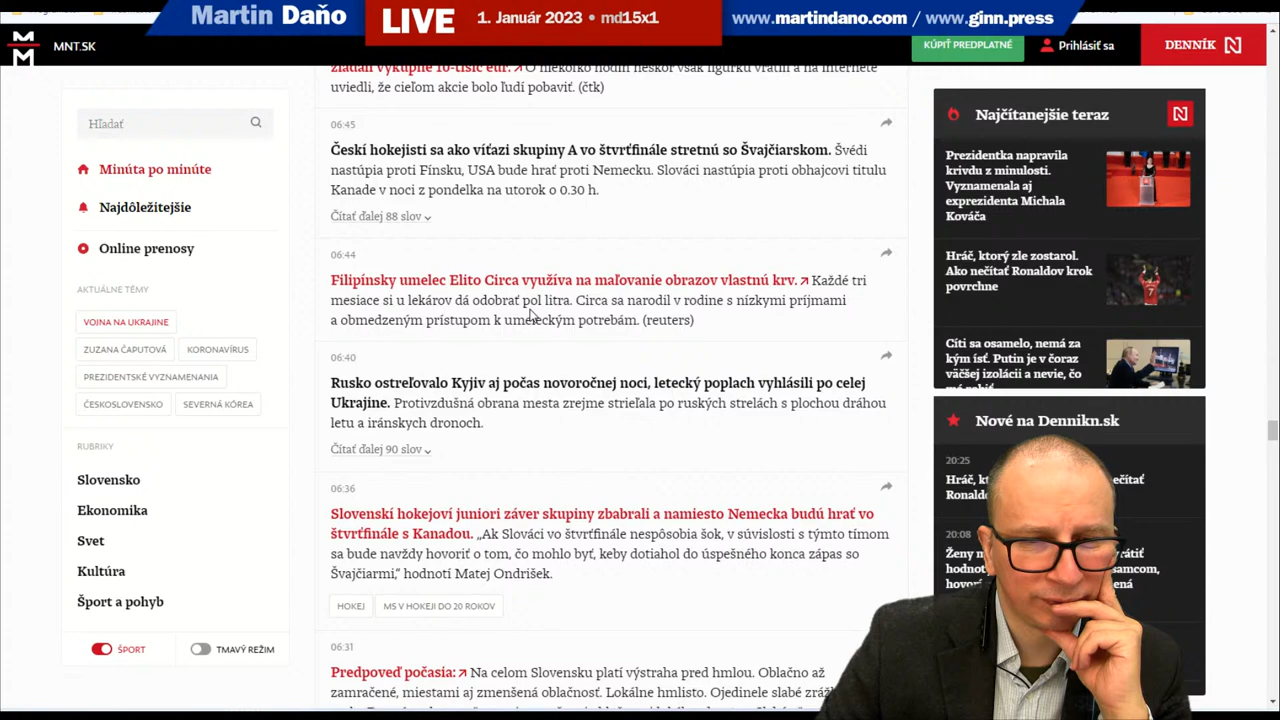 Martin Daňo
LIVE
1. Január 2023 • md15x1
www.martindano.com / www.ginn.press
MNT.SK
KÚPIŤ PREDPLATNÉ
Prihlásiť sa
DENNÍK N
Hľadať
Minúta po minúte
Najdôležitejšie
Online prenosy
AKTUÁLNE TÉMY
VOJNA NA UKRAJINE
ZUZANA ČAPUTOVÁ
KORONAVÍRUS
PREZIDENTSKÉ VYZNAMENANIA
ČESKOSLOVENSKO
SEVERNÁ KÓREA
RUBRIKY
Slovensko
Ekonomika
Svet
Kultúra
Šport a pohyb
ŠPORT
TMAVÝ REŽIM
žiadali výkupné 10-tisíc eur. O niekoľko hodín neskôr však figúrku vrátili a na internete
uviedli, že cieľom akcie bolo ľudí pobaviť. (čtk)
06:45
Českí hokejisti sa ako víťazi skupiny A vo štvrťfinále stretnú so Švajčiarskom. Švédi
nastúpia proti Fínsku, USA bude hrať proti Nemecku. Slováci nastúpia proti obhajcovi titulu
Kanade v noci z pondelka na utorok o 0.30 h.
Čítať ďalej 88 slov
06:44
Filipínsky umelec Elito Circa využíva na maľovanie obrazov vlastnú krv. Každé tri
mesiace si u lekárov dá odobrať pol litra. Circa sa narodil v rodine s nízkymi príjmami
a obmedzeným prístupom k umeleckým potrebám. (reuters)
06:40
Rusko ostreľovalo Kyjiv aj počas novoročnej noci, letecký poplach vyhlásili po celej
Ukrajine. Protivzdušná obrana mesta zrejme strieľala po ruských strelách s plochou dráhou
letu a iránskych dronoch.
Čítať ďalej 90 slov
06:36
Slovenskí hokejoví juniori záver skupiny zbabrali a namiesto Nemecka budú hrať vo
štvrťfinále s Kanadou. „Ak Slováci vo štvrťfinále nespôsobia šok, v súvislosti s týmto tímom
sa bude navždy hovoriť o tom, čo mohlo byť, keby dotiahol do úspešného konca zápas so
Švajčiarmi,“ hodnotí Matej Ondrišek.
HOKEJ
MS V HOKEJI DO 20 ROKOV
06:31
Predpoveď počasia: Na celom Slovensku platí výstraha pred hmlou. Oblačno až
zamračené, miestami aj zmenšená oblačnosť. Lokálne hmlisto. Ojedinele slabé
Najčítanejšie teraz
N
Prezidentka napravila
krivdu z minulosti.
Vyznamenala aj
exprezidenta Michala
Kováča
Hráč, ktorý zle zostarol.
Ako nečítať Ronaldov krok
povrchne
Cíti sa osamelo, nemá za
kým ísť. Putin je v čoraz
väčšej izolácii a nevie, čo
má robiť
Nové na Dennikn.sk
20:25
Hráč,
20:08
Ženy